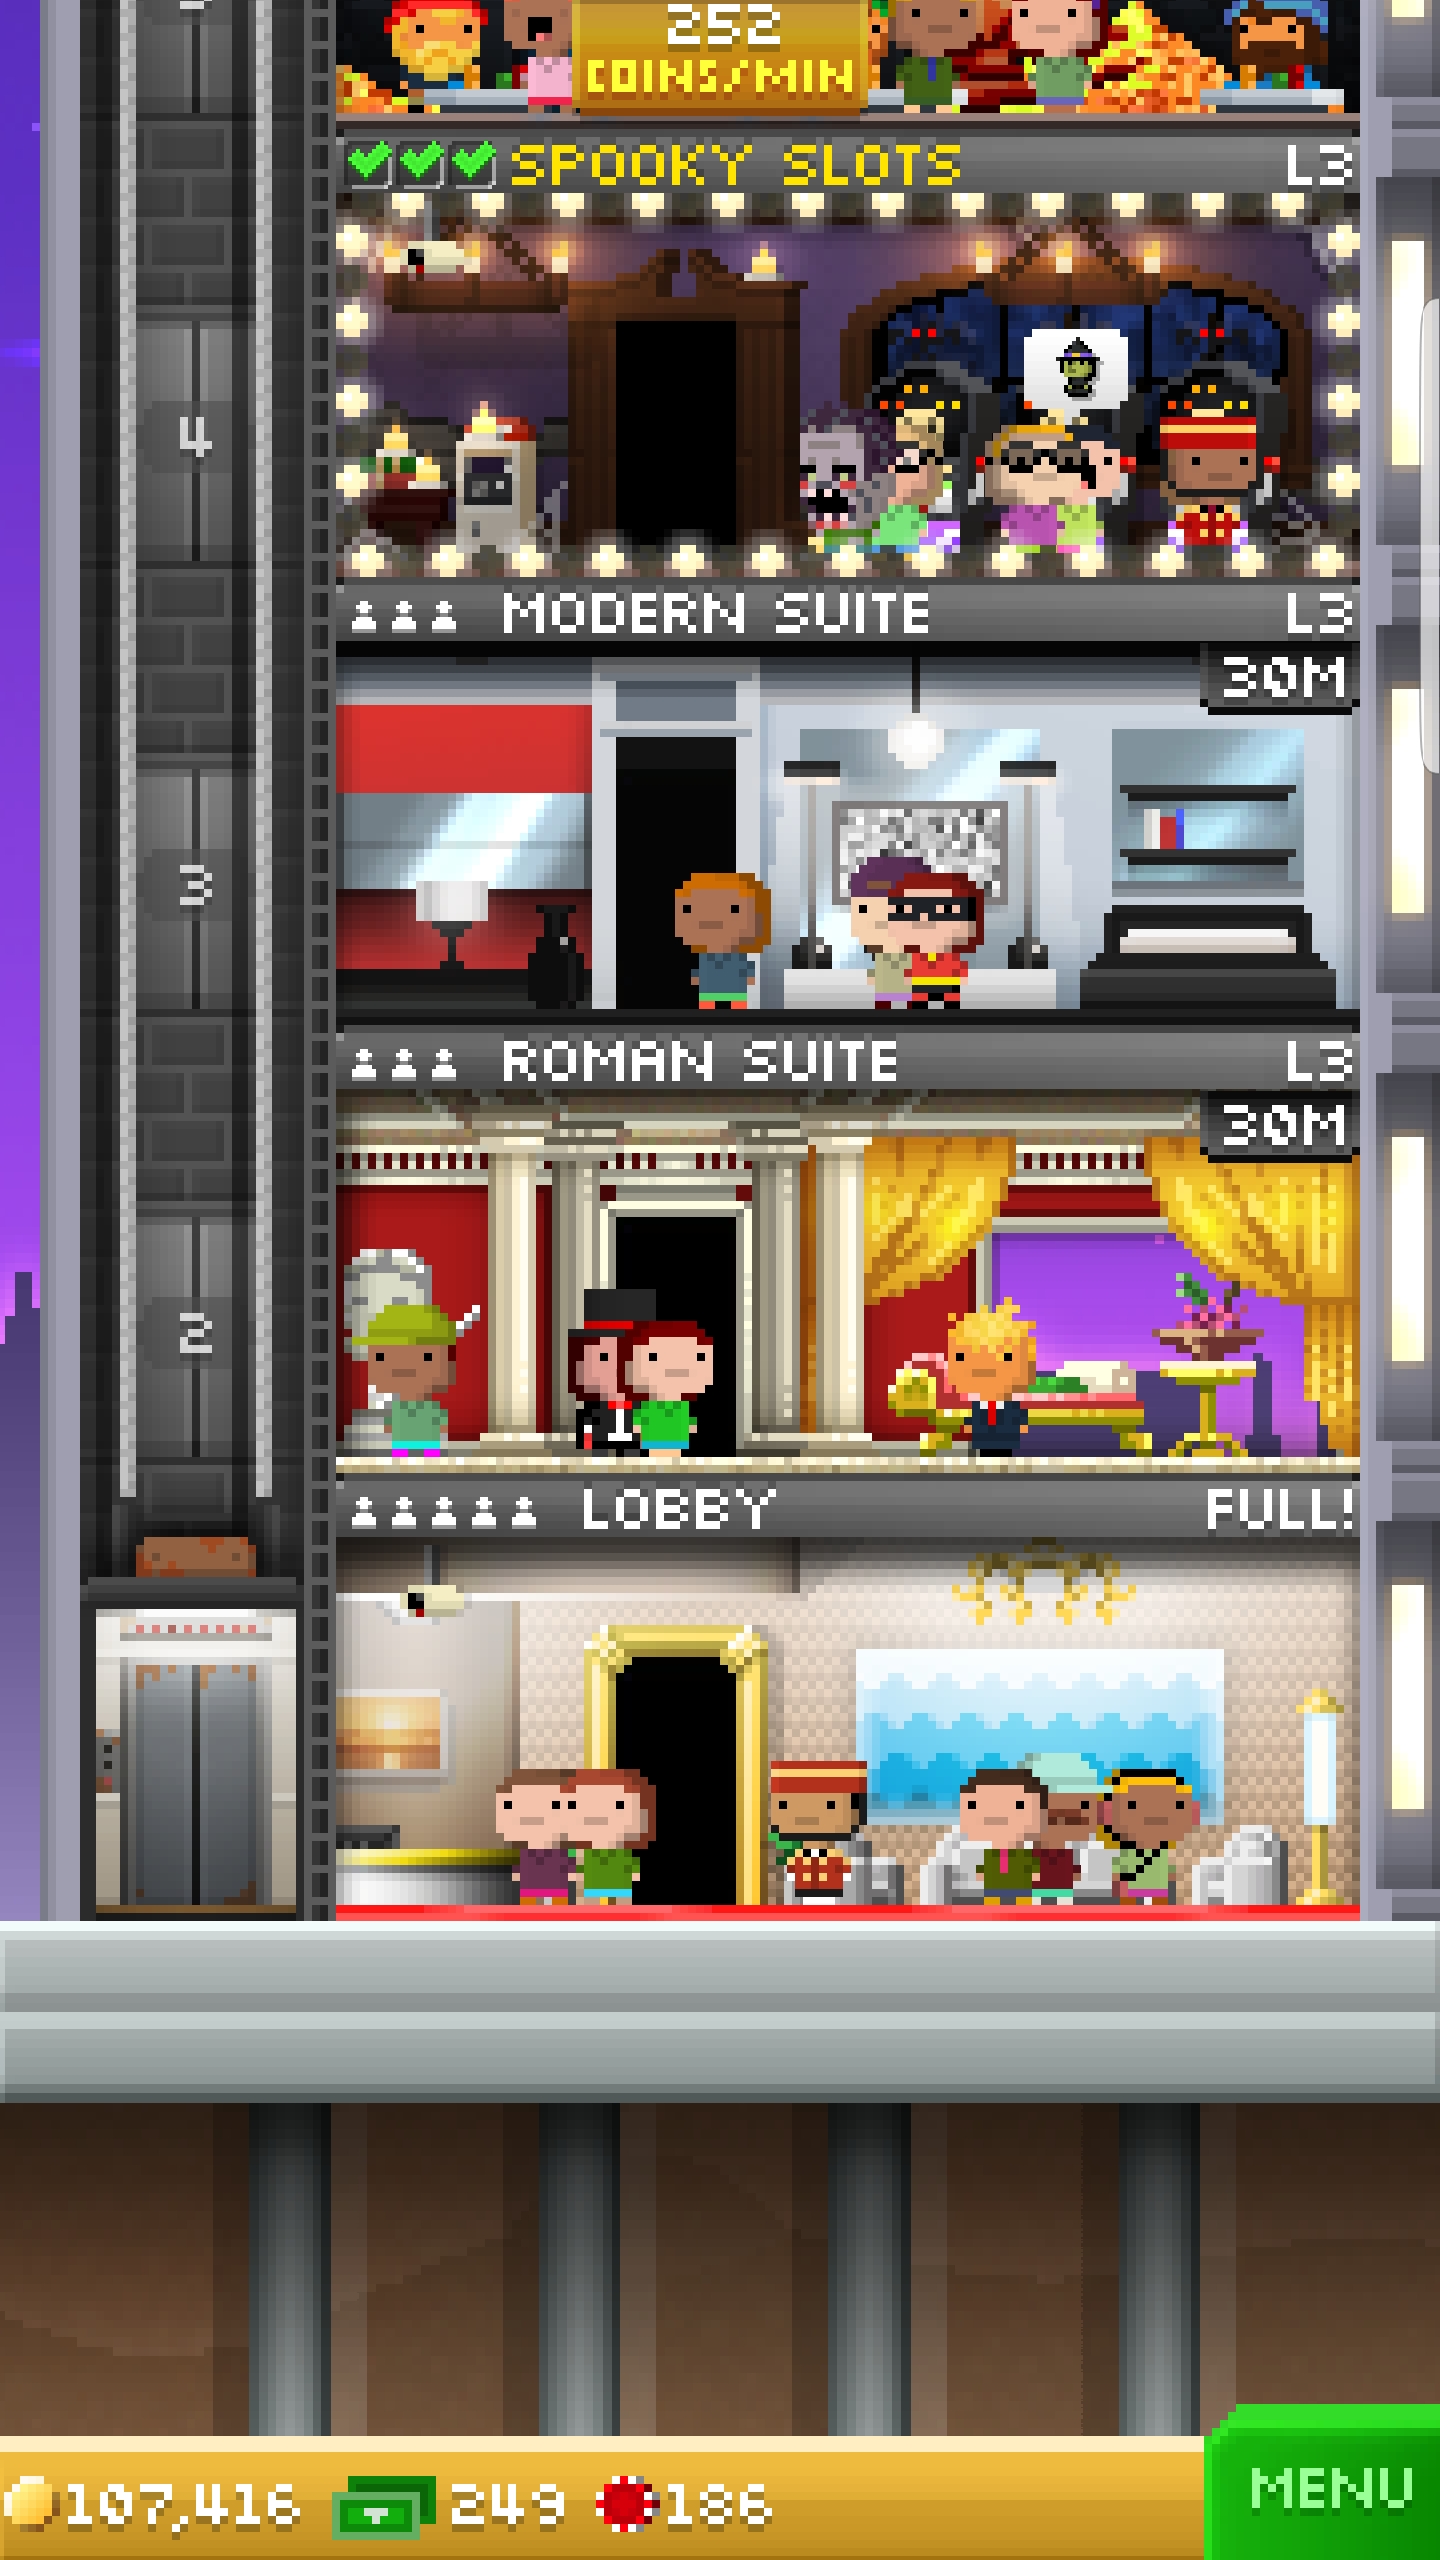 252
COINS/MIN
SPOOKY SLOTS L3
4
MODERN SUITE L3
30M
3
ROMAN SUITE L3
30M
2
LOBBY FULL!
107,416 249 186
MENU